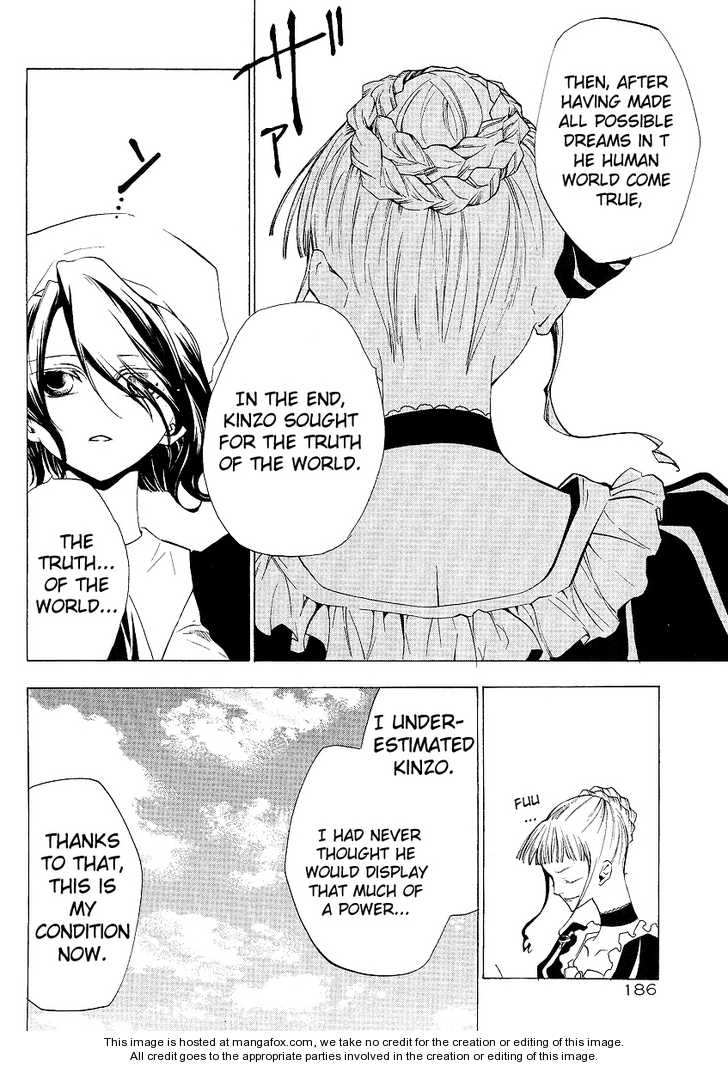 ザ
ア
THEN, AFTER
HAVING MADE
ALL POSSIBLE
DREAMS IN T
HE HUMAN
WORLD COME
TRUE,
IN THE END,
KINZO SOUGHT
FOR THE TRUTH
OF THE WORLD.
ン
THE
TRUTH...
OF THE
WORLD...
FUU
...
I UNDER-
ESTIMATED
KINZO.
I HAD NEVER
THOUGHT HE
WOULD DISPLAY
THAT MUCH OF
A POWER...
THANKS
TO THAT,
THIS IS
MY
CONDITION
NOW.
186
This image is hosted at mangafox.com, we take no credit for the creation or editing of this image.
All credit goes to the appropriate parties involved in the creation or editing of this image.